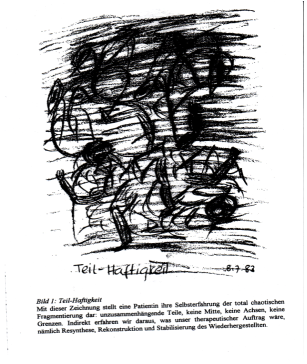 Teil-Haftigkeit 8.7.83
Bild 1: Teil-Haftigkeit
Mit dieser Zeichnung stellt eine Patientin ihre Selbsterfahrung der total chaotischen
Fragmentierung dar: unzusammenhängende Teile, keine Mitte, keine Achsen, keine
Grenzen. Indirekt erfahren wir daraus, was unser therapeutischer Auftrag wäre,
nämlich Resynthese, Rekonstruktion und Stabilisierung des Wiederhergestellten.